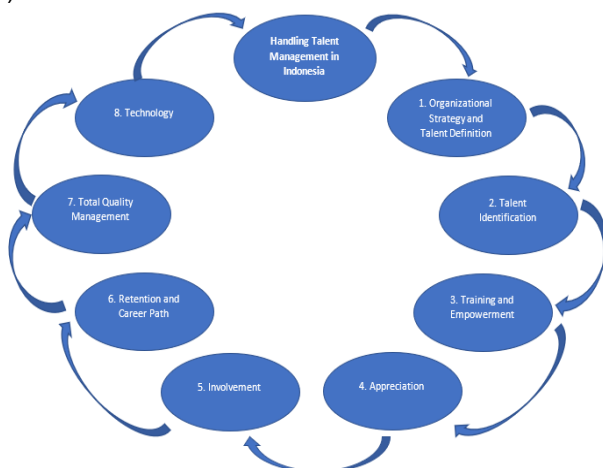 )
Handling Talent
Management in
Indonesia
1. Organizational
Strategy and
Talent Definition
2. Talent
Identification
3. Training and
Empowerment
4. Appreciation
5. Involvement
6. Retention and
Career Path
7. Total Quality
Management
8. Technology